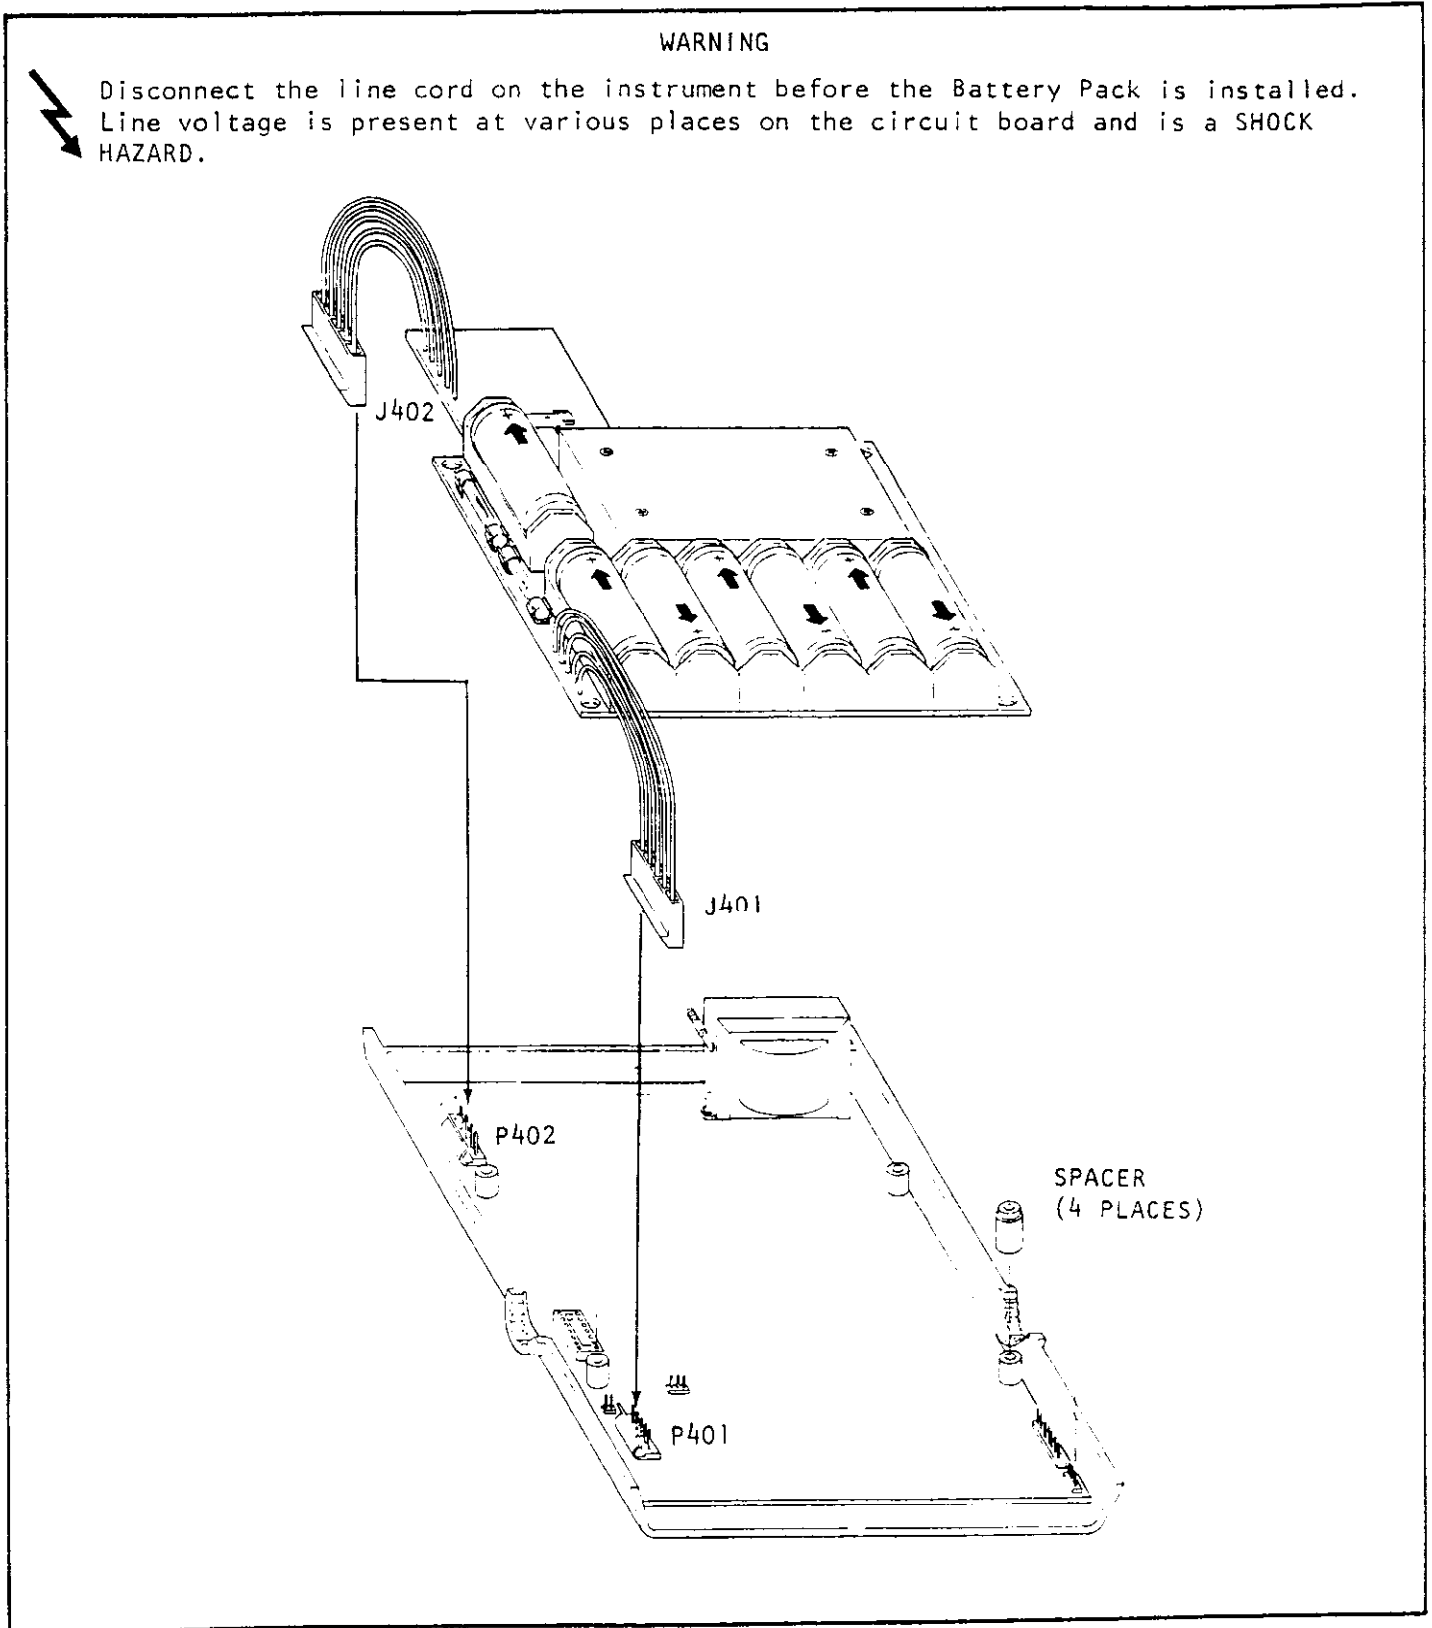 WARNING
Disconnect the line cord on the instrument before the Battery Pack is installed.
Line voltage is present at various places on the circuit board and is a SHOCK
HAZARD.
J402
J401
P402
SPACER
(4 PLACES)
P401